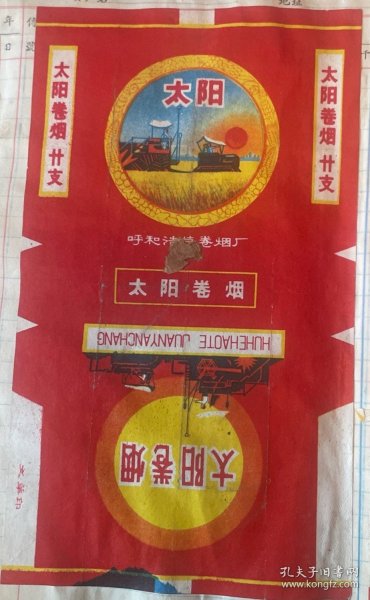 年
日
太阳
太阳卷烟 廿支
太阳卷烟 廿支
呼和浩特卷烟厂
太阳卷烟
HUHEHAOTE JUANYANCHANG
太阳卷烟
孔夫子旧书网
www.kongfz.com